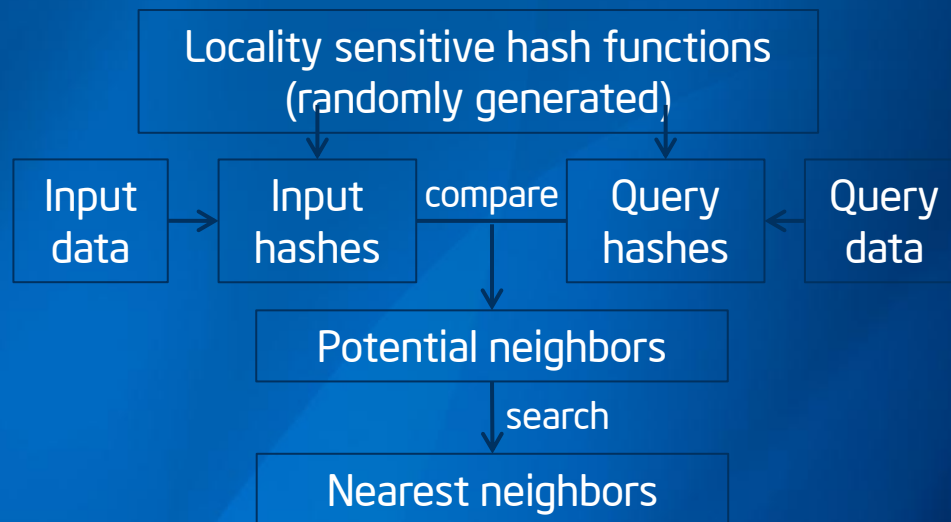 Locality sensitive hash functions
(randomly generated)
Input
data
Input
hashes
compare
Query
hashes
Query
data
Potential neighbors
search
Nearest neighbors